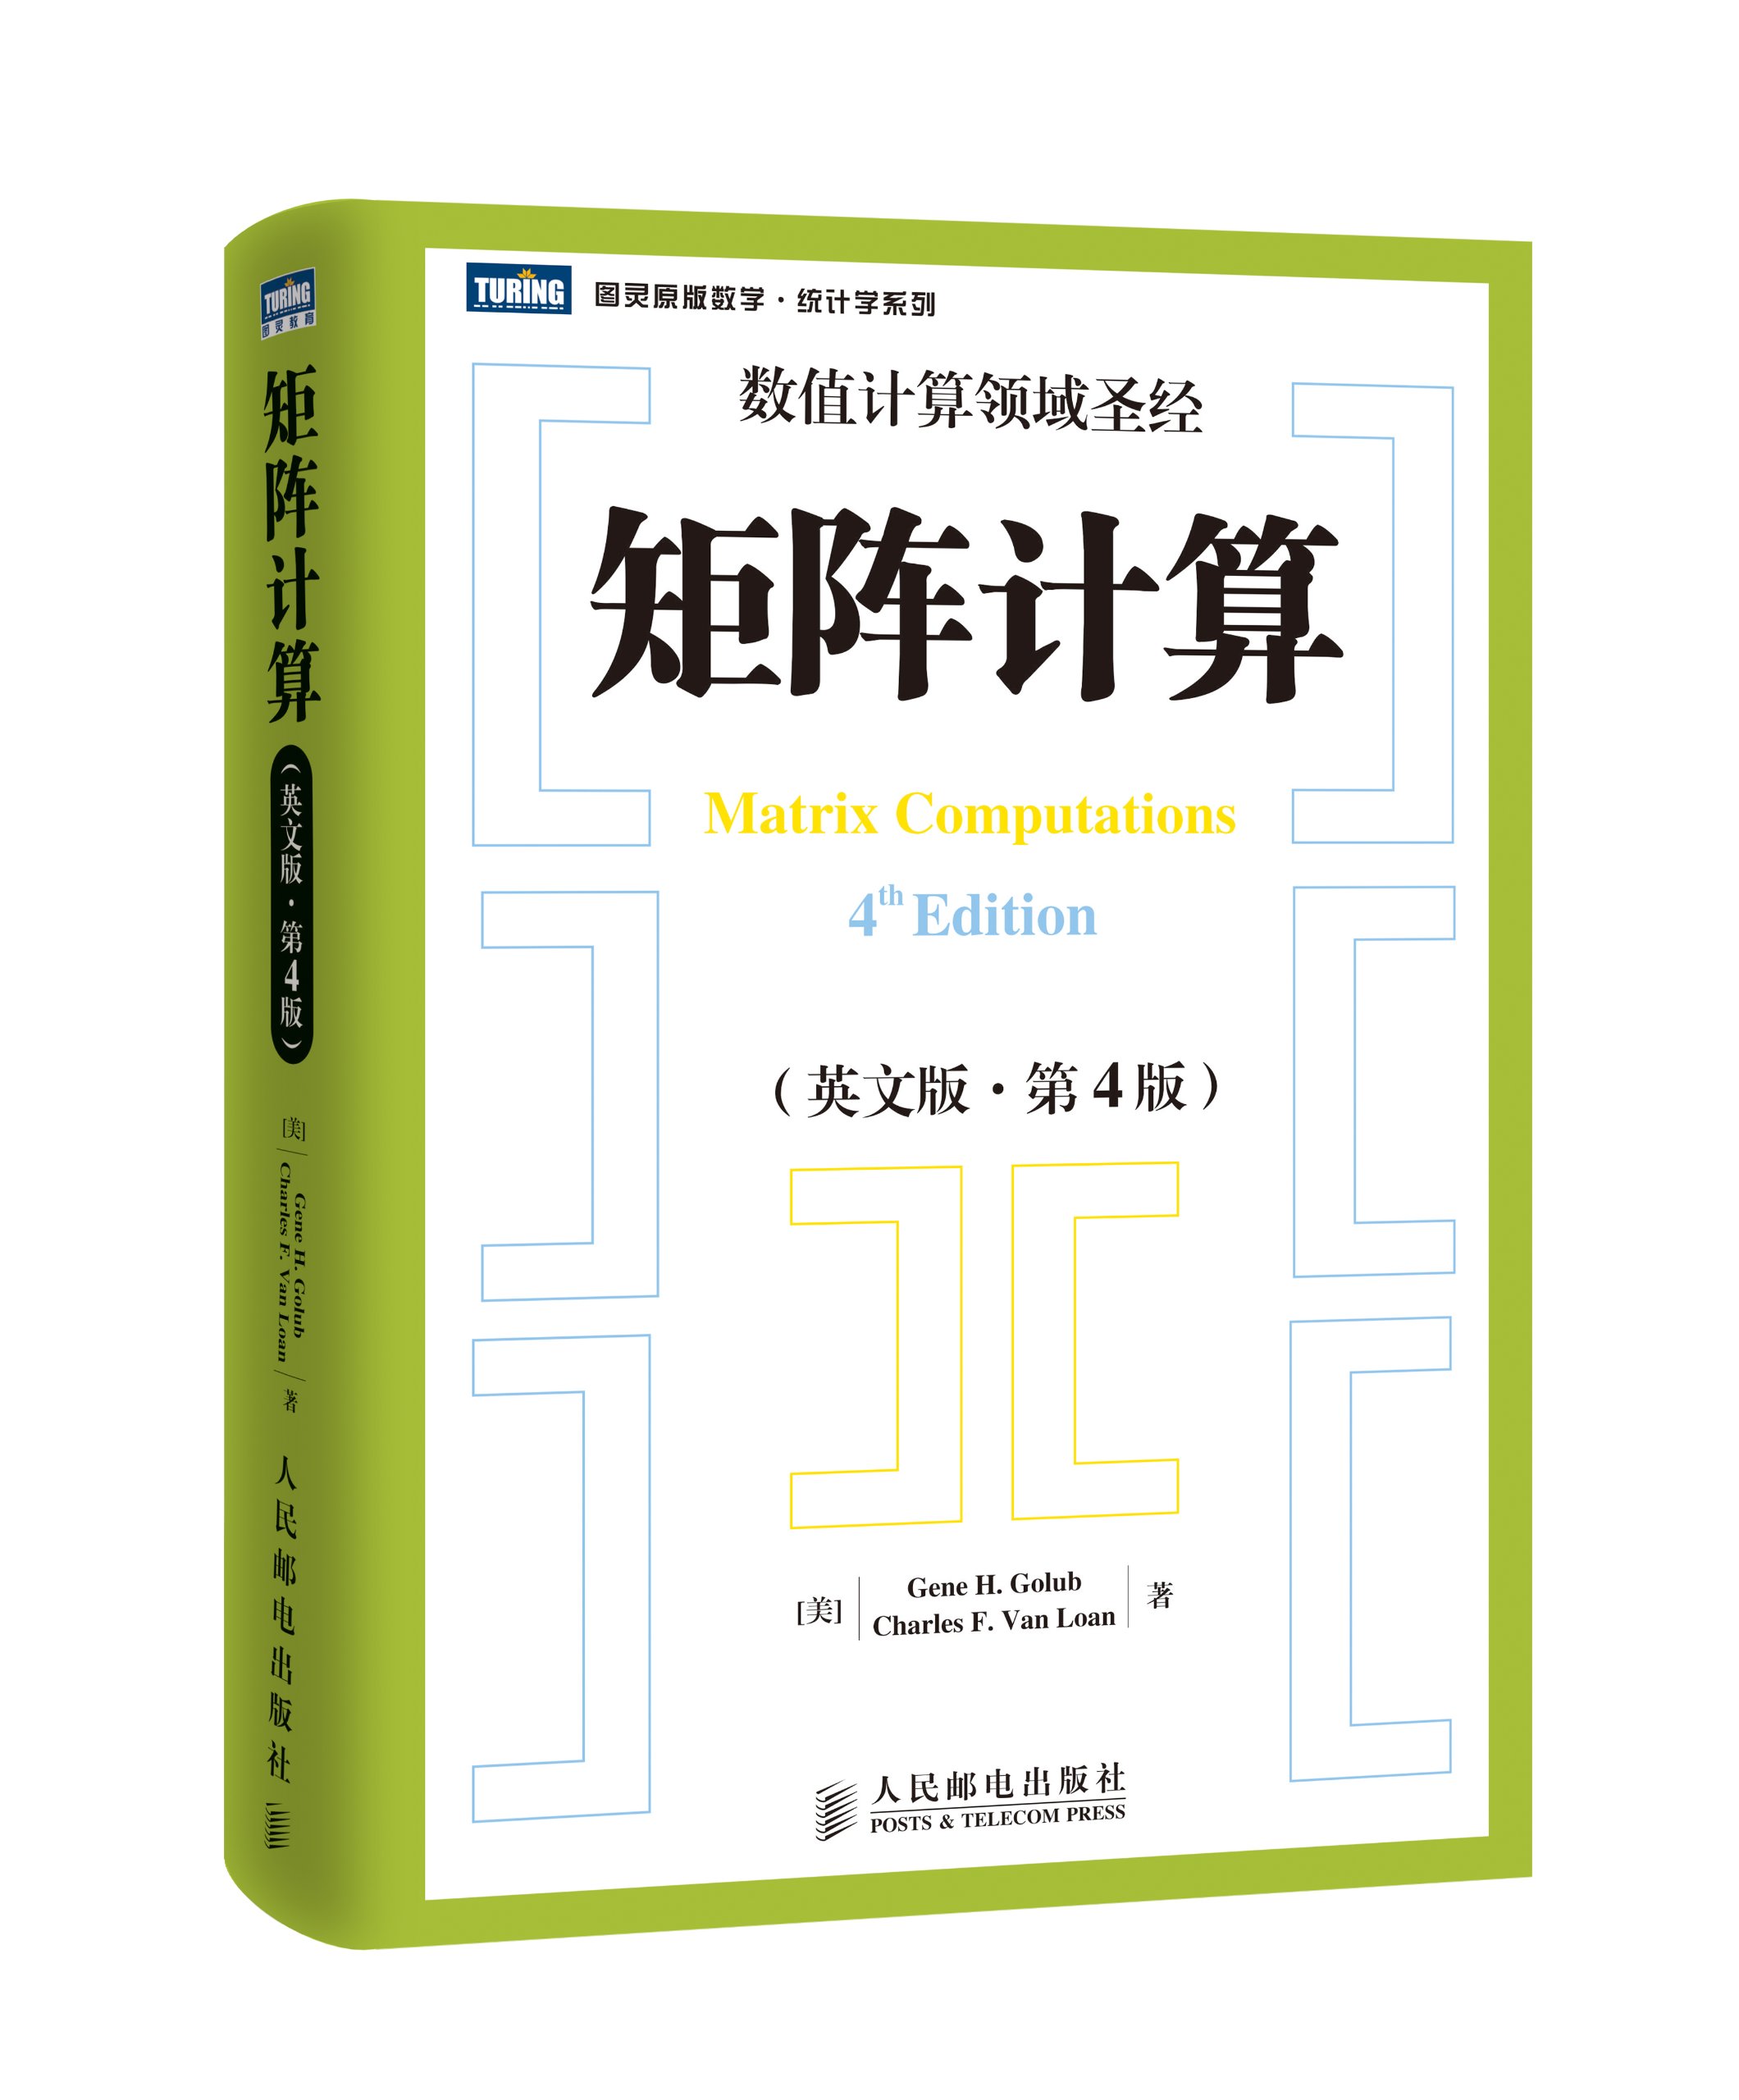 TURING
图灵教育
矩阵计算
(英文版·第4版)
[美]
Gene H. Golub
Charles F. Van Loan
著
人民邮电出版社
TURING
图灵原版数学·统计学系列
数值计算领域圣经
矩阵计算
Matrix Computations
4th Edition
(英文版·第4版)
[美]
Gene H. Golub
Charles F. Van Loan
著
人民邮电出版社
POSTS & TELECOM PRESS